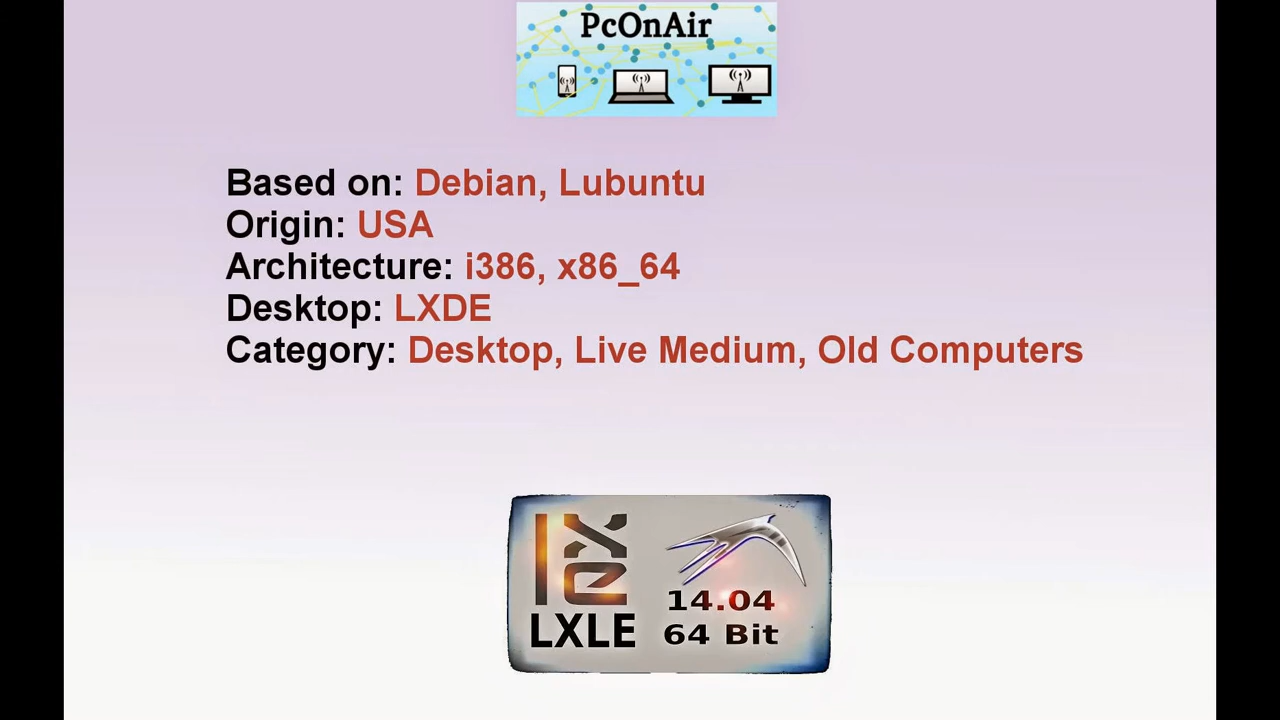 PcOnAir
Based on: Debian, Lubuntu
Origin: USA
Architecture: i386, x86_64
Desktop: LXDE
Category: Desktop, Live Medium, Old Computers
LXLE
14.04
64 Bit